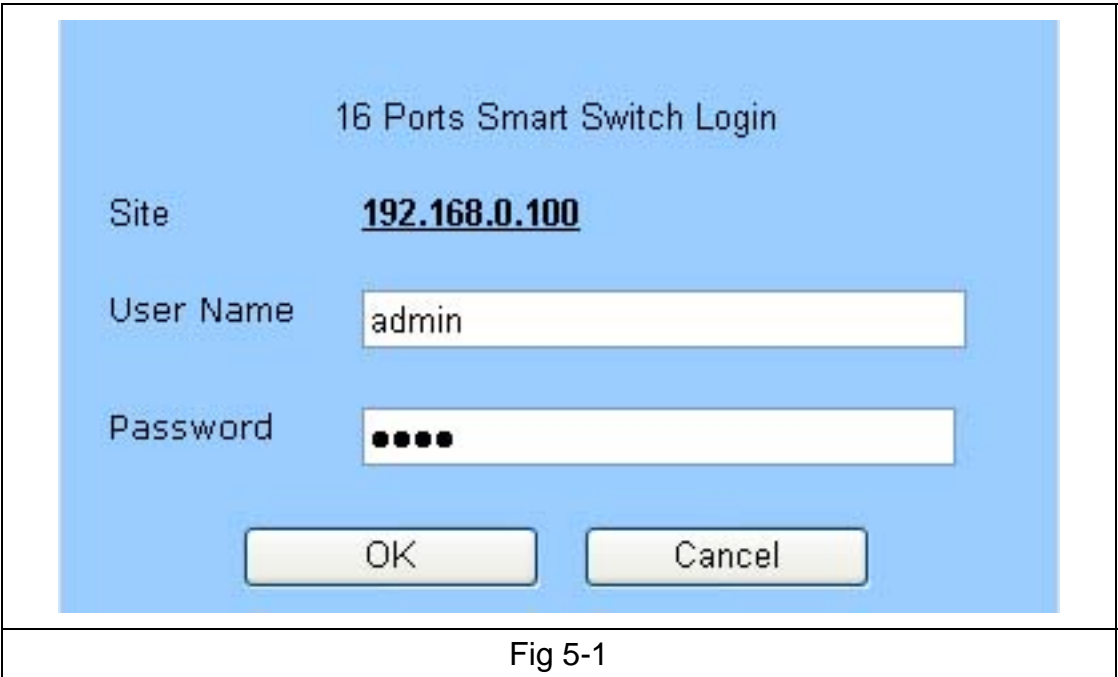 16 Ports Smart Switch Login
Site 192.168.0.100
User Name admin
Password ●●●●
OK Cancel
Fig 5-1